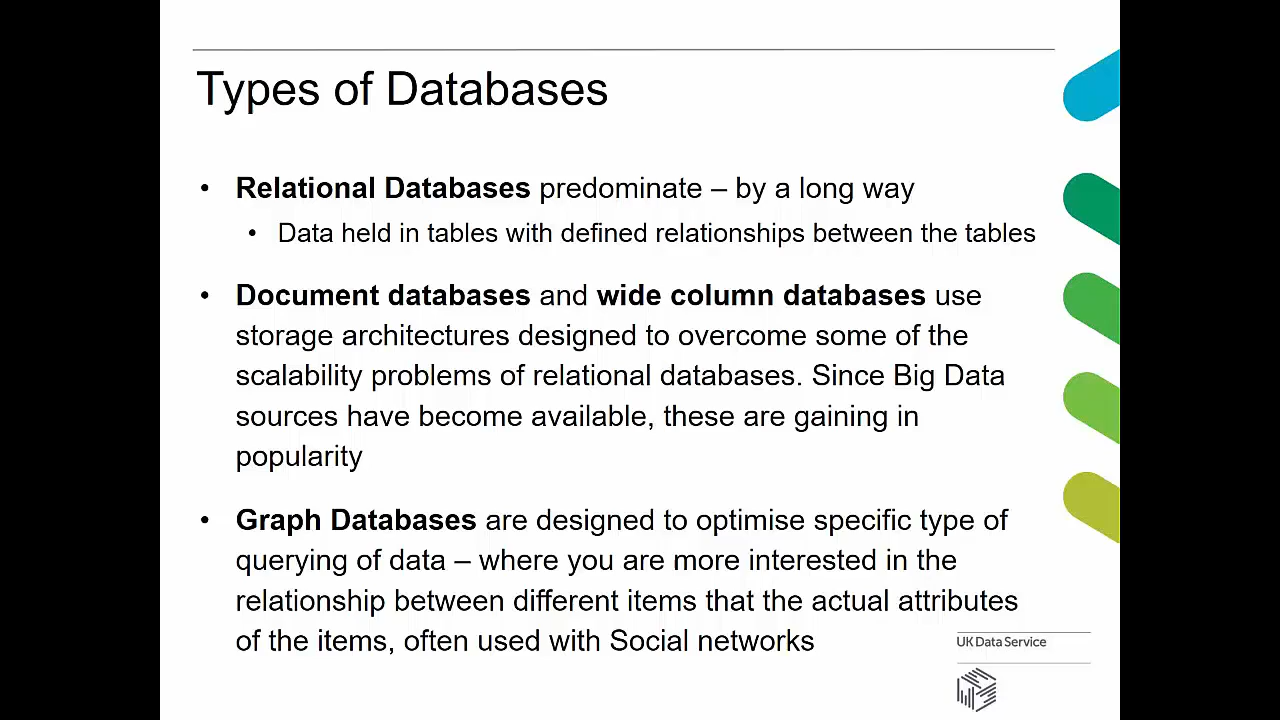 Types of Databases
• Relational Databases predominate – by a long way
• Data held in tables with defined relationships between the tables
• Document databases and wide column databases use
storage architectures designed to overcome some of the
scalability problems of relational databases. Since Big Data
sources have become available, these are gaining in
popularity
• Graph Databases are designed to optimise specific type of
querying of data – where you are more interested in the
relationship between different items that the actual attributes
of the items, often used with Social networks
UK Data Service